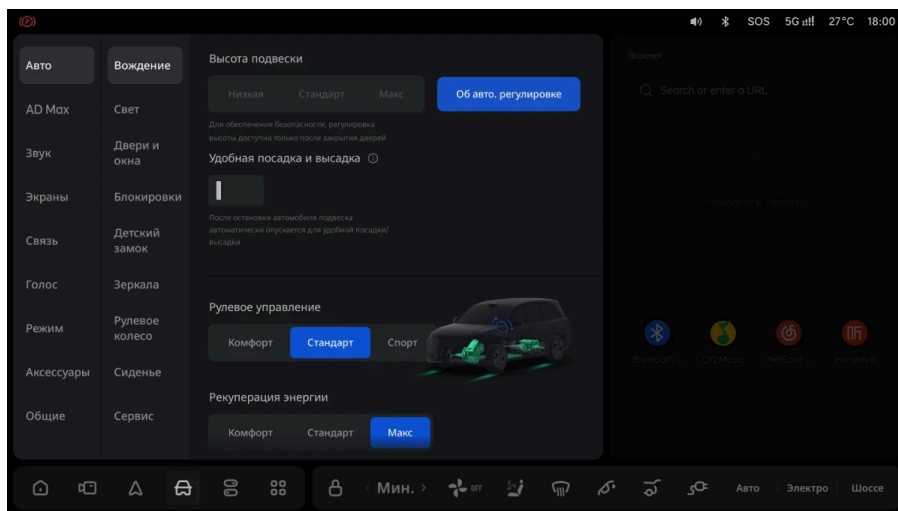 (P)
SOS 5G 27°C 18:00
Авто
AD Max
Звук
Экраны
Связь
Голос
Режим
Аксессуары
Общие
Вождение
Свет
Двери и
окна
Блокировки
Детский
замок
Зеркала
Рулевое
колесо
Сиденье
Сервис
Высота подвески
Низкая Стандарт Макс
Об авто. регулировке
Для обеспечения безопасности, регулировка
высоты доступна только после закрытия дверей
Удобная посадка и высадка
После остановки автомобиля подвеска
автоматически опускается для удобной посадки/
высадки
Рулевое управление
Комфорт Стандарт Спорт
Рекуперация энергии
Комфорт Стандарт Макс
Browser
Search or enter a URL
Bluetooth... QQ Music NetEase... Himalaya
< Мин. > OFF Авто Электро Шоссе